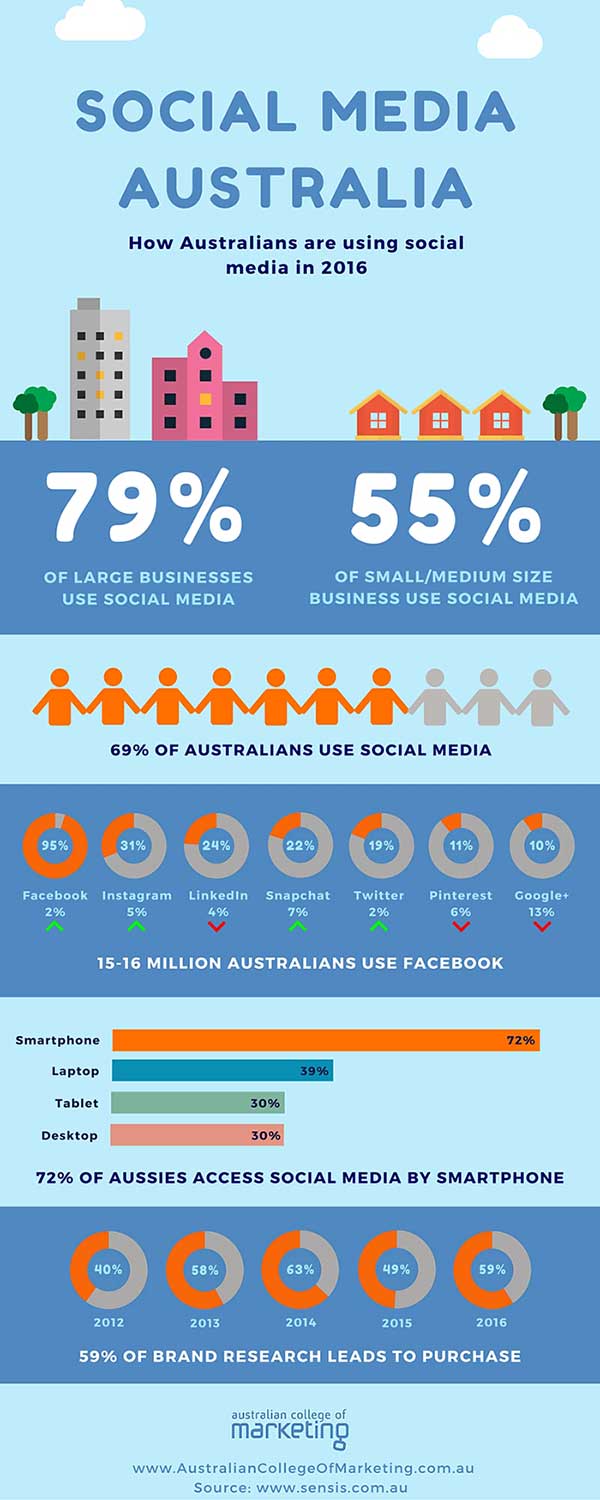 SOCIAL MEDIA
AUSTRALIA
How Australians are using social
media in 2016
79%
OF LARGE BUSINESSES
USE SOCIAL MEDIA
55%
OF SMALL/MEDIUM SIZE
BUSINESS USE SOCIAL MEDIA
69% OF AUSTRALIANS USE SOCIAL MEDIA
95% 31% 24% 22% 19% 11% 10%
Facebook Instagram LinkedIn Snapchat Twitter Pinterest Google+
2% 5% 4% 7% 2% 6% 13%
15-16 MILLION AUSTRALIANS USE FACEBOOK
Smartphone 72%
Laptop 39%
Tablet 30%
Desktop 30%
72% OF AUSSIES ACCESS SOCIAL MEDIA BY SMARTPHONE
40% 58% 63% 49% 59%
2012 2013 2014 2015 2016
59% OF BRAND RESEARCH LEADS TO PURCHASE
australian college of
marketing
www.AustralianCollegeOfMarketing.com.au
Source: www.sensis.com.au